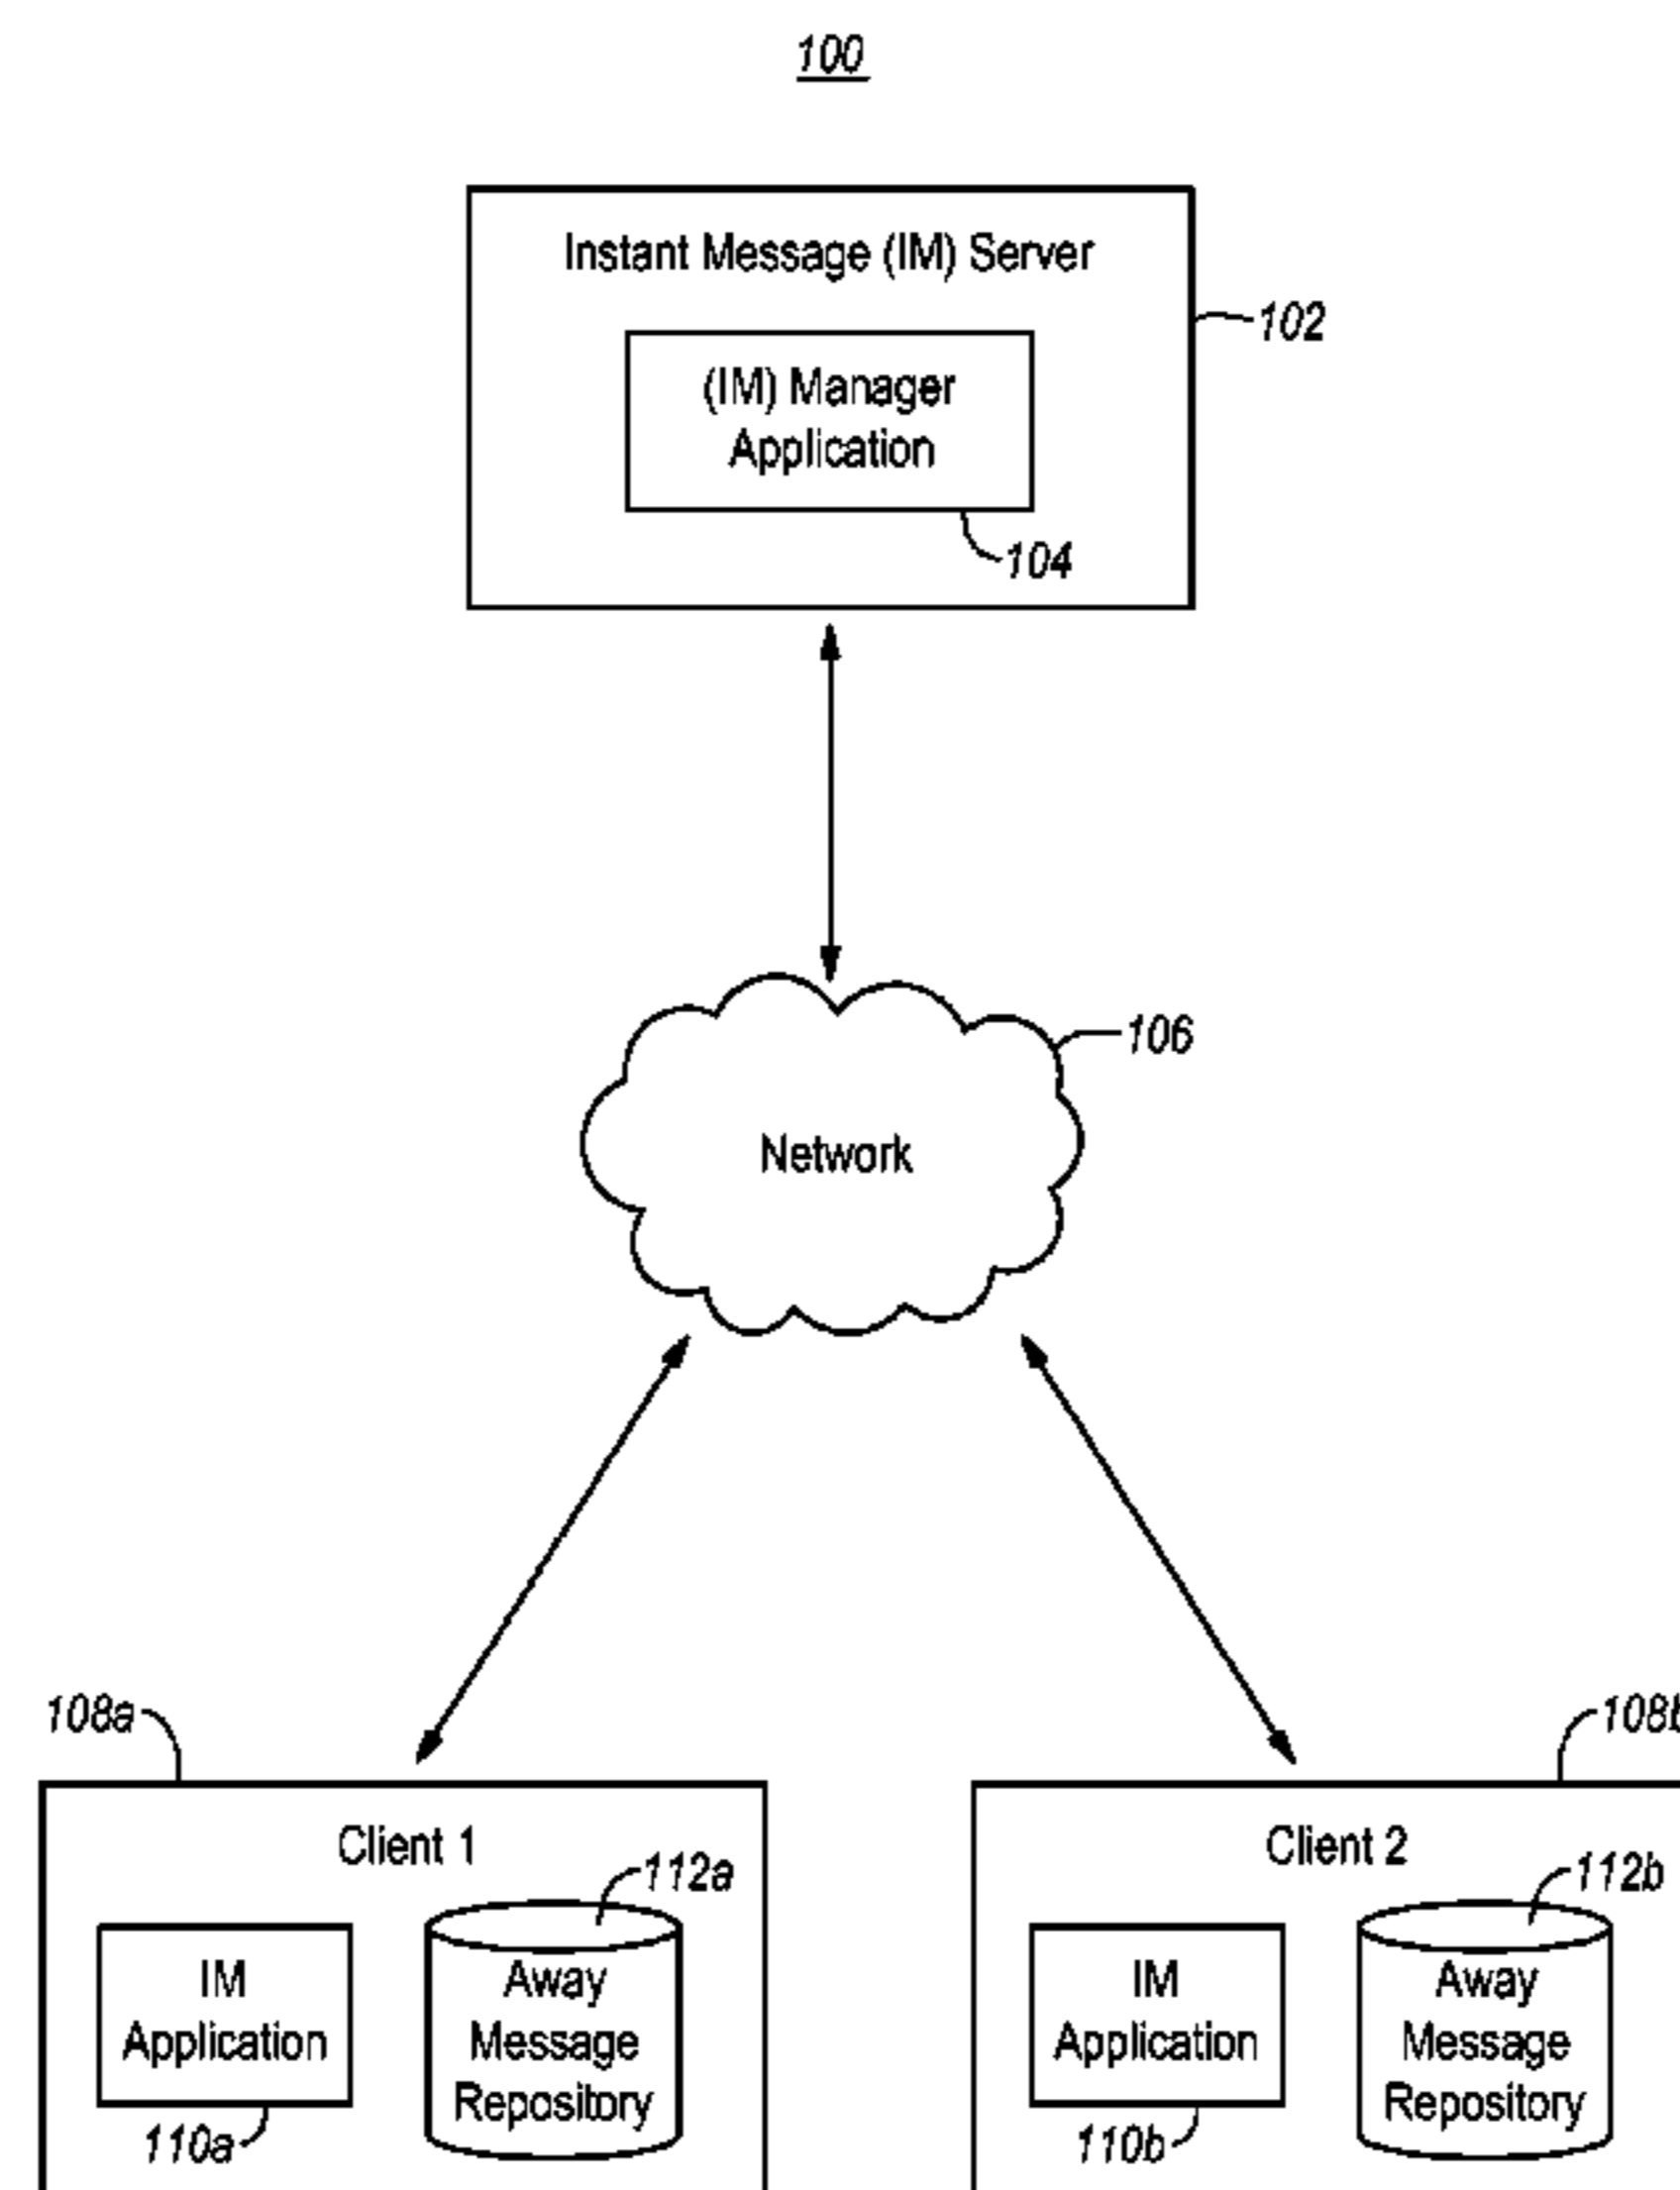 100
Instant Message (IM) Server
102
(IM) Manager
Application
104
106
Network
108a
108b
Client 1
112a
IM
Application
110a
Away
Message
Repository
Client 2
112b
IM
Application
110b
Away
Message
Repository